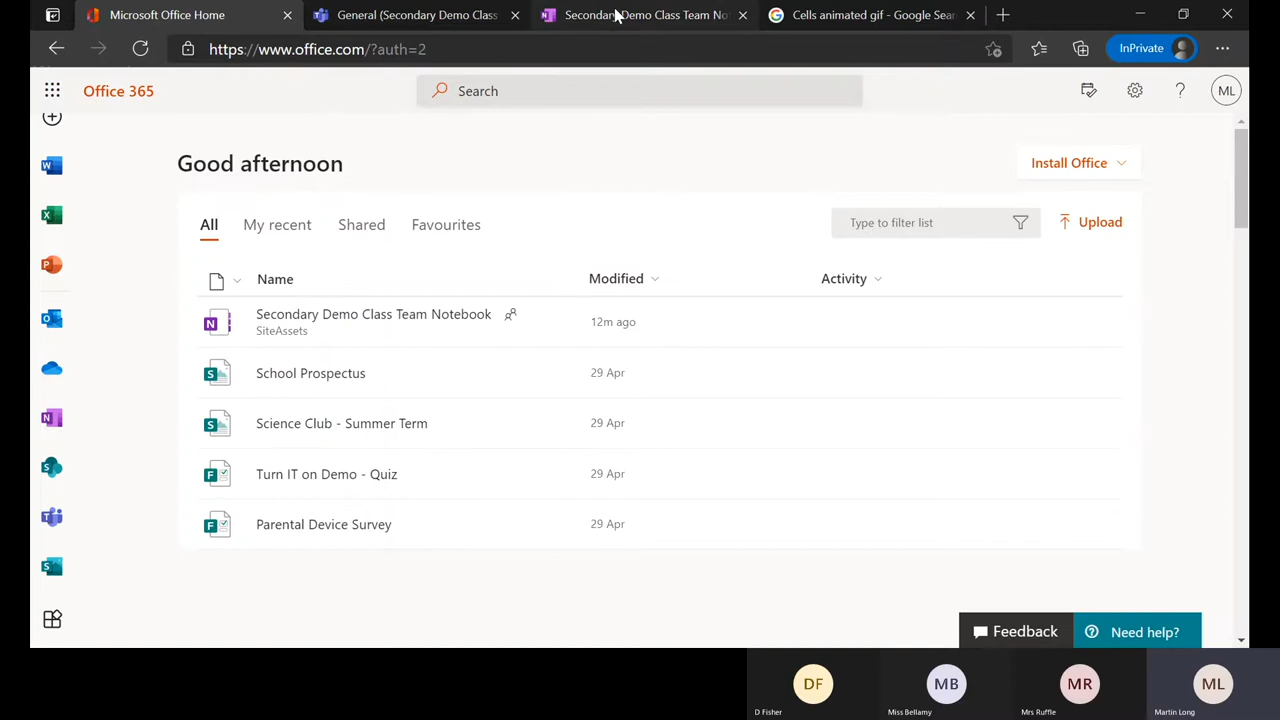 Microsoft Office Home
General (Secondary Demo Class
Secondary Demo Class Team No
Cells animated gif - Google Sear
https://www.office.com/?auth=2
InPrivate
Office 365
Search
ML
Good afternoon
Install Office
All
My recent
Shared
Favourites
Type to filter list
Upload
Name
Modified
Activity
Secondary Demo Class Team Notebook
SiteAssets
12m ago
School Prospectus
29 Apr
Science Club - Summer Term
29 Apr
Turn IT on Demo - Quiz
29 Apr
Parental Device Survey
29 Apr
Feedback
Need help?
DF
MB
MR
ML
D Fisher
Miss Bellamy
Mrs Ruffle
Martin Long